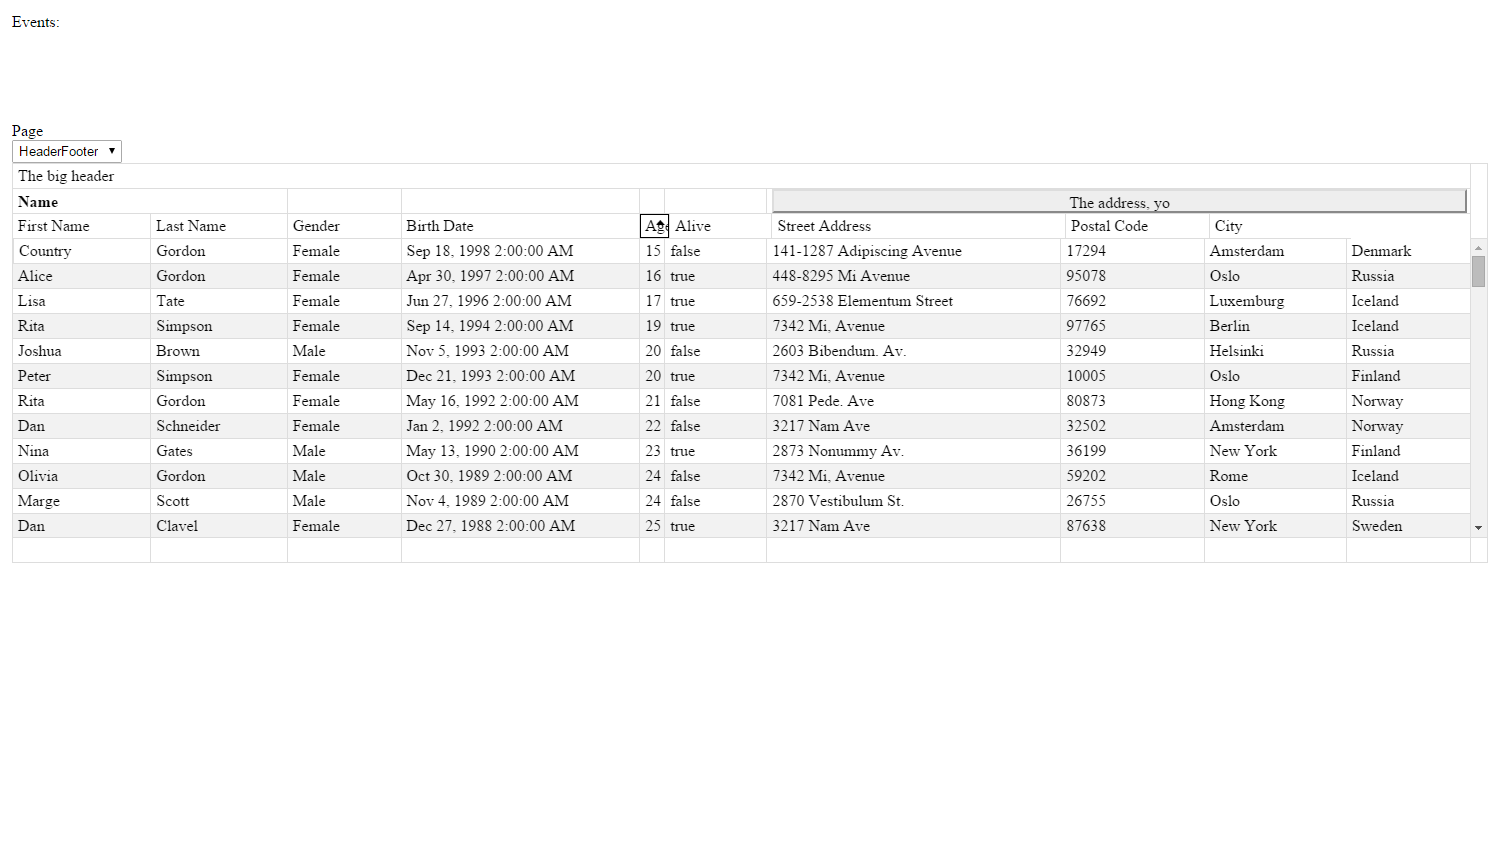 Events:
Page
HeaderFooter
The big header
Name The address, yo
First Name Last Name Gender Birth Date Age Alive Street Address Postal Code City
Country Gordon Female Sep 18, 1998 2:00:00 AM 15 false 141-1287 Adipiscing Avenue 17294 Amsterdam Denmark
Alice Gordon Female Apr 30, 1997 2:00:00 AM 16 true 448-8295 Mi Avenue 95078 Oslo Russia
Lisa Tate Female Jun 27, 1996 2:00:00 AM 17 true 659-2538 Elementum Street 76692 Luxemburg Iceland
Rita Simpson Female Sep 14, 1994 2:00:00 AM 19 true 7342 Mi, Avenue 97765 Berlin Iceland
Joshua Brown Male Nov 5, 1993 2:00:00 AM 20 false 2603 Bibendum. Av. 32949 Helsinki Russia
Peter Simpson Female Dec 21, 1993 2:00:00 AM 20 true 7342 Mi, Avenue 10005 Oslo Finland
Rita Gordon Female May 16, 1992 2:00:00 AM 21 false 7081 Pede. Ave 80873 Hong Kong Norway
Dan Schneider Female Jan 2, 1992 2:00:00 AM 22 false 3217 Nam Ave 32502 Amsterdam Norway
Nina Gates Male May 13, 1990 2:00:00 AM 23 true 2873 Nonummy Av. 36199 New York Finland
Olivia Gordon Male Oct 30, 1989 2:00:00 AM 24 false 7342 Mi, Avenue 59202 Rome Iceland
Marge Scott Male Nov 4, 1989 2:00:00 AM 24 false 2870 Vestibulum St. 26755 Oslo Russia
Dan Clavel Female Dec 27, 1988 2:00:00 AM 25 true 3217 Nam Ave 87638 New York Sweden